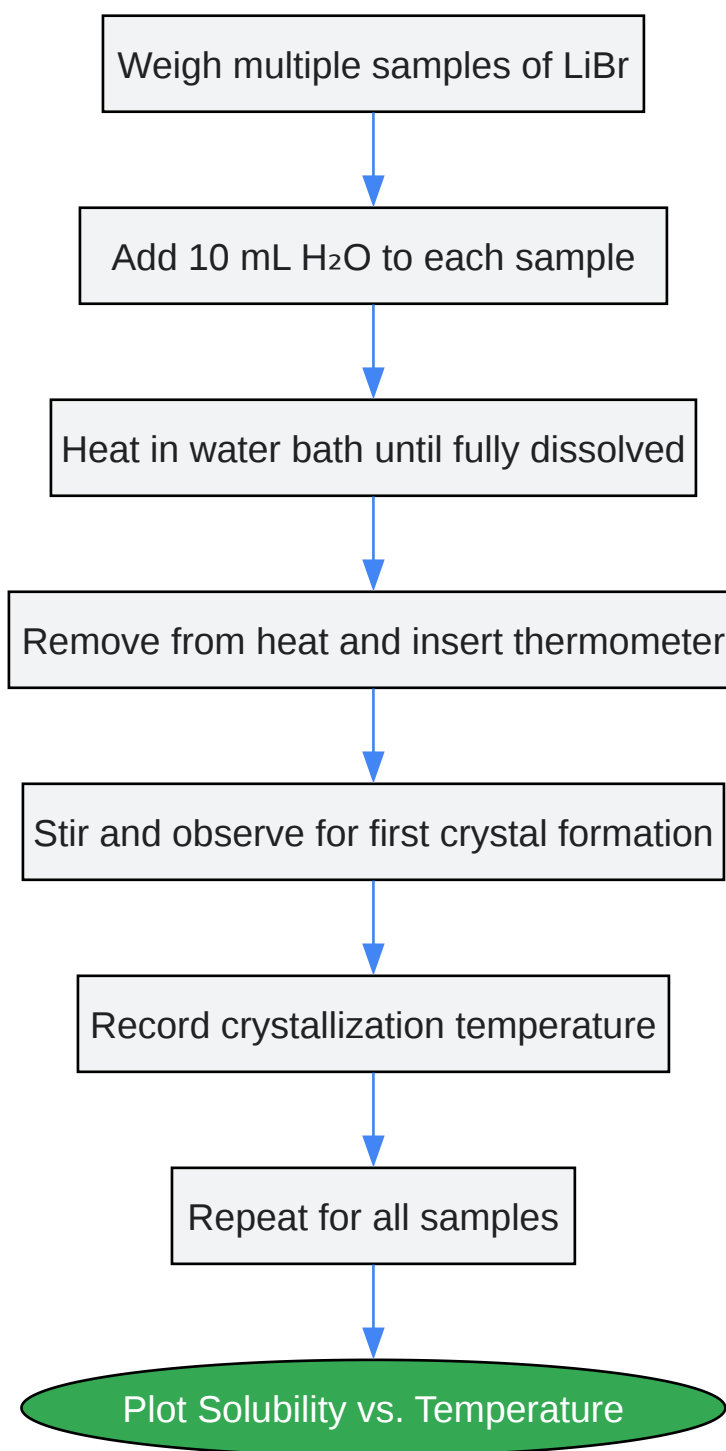 Weigh multiple samples of LiBr
Add 10 mL H₂O to each sample
Heat in water bath until fully dissolved
Remove from heat and insert thermometer
Stir and observe for first crystal formation
Record crystallization temperature
Repeat for all samples
Plot Solubility vs. Temperature